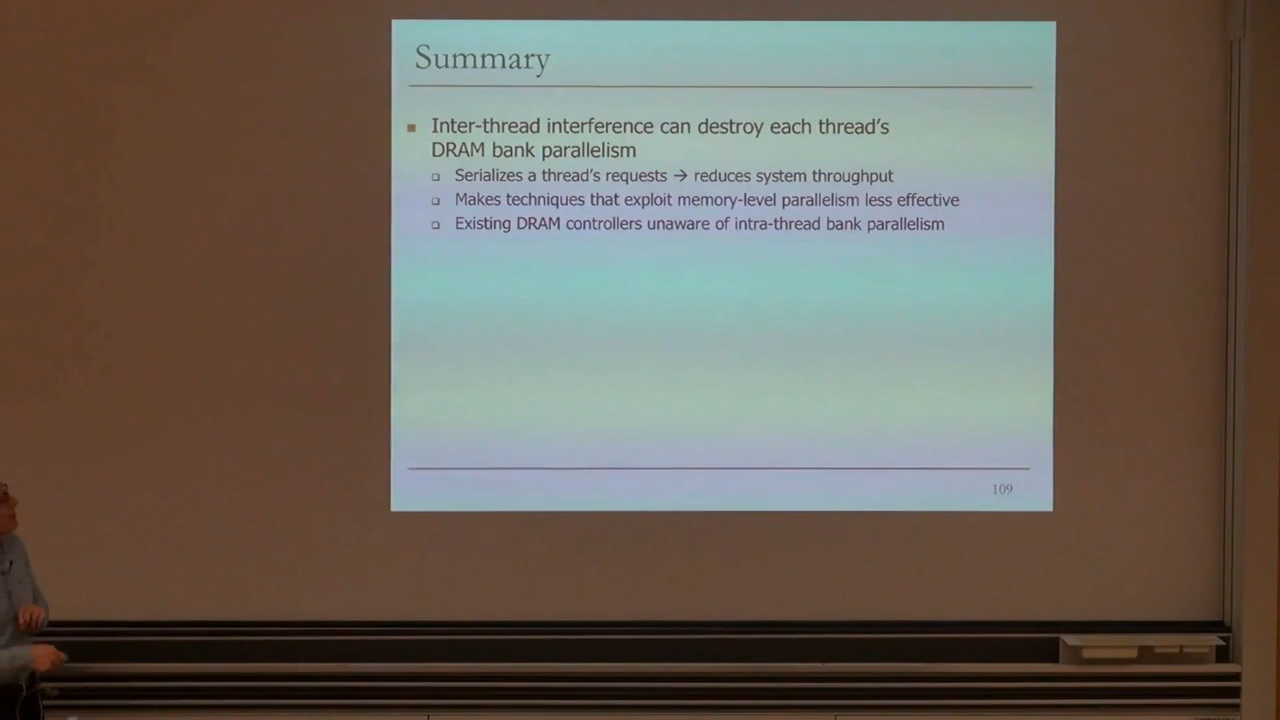 Summary
Inter-thread interference can destroy each thread's
DRAM bank parallelism
Serializes a thread's requests → reduces system throughput
Makes techniques that exploit memory-level parallelism less effective
Existing DRAM controllers unaware of intra-thread bank parallelism
109